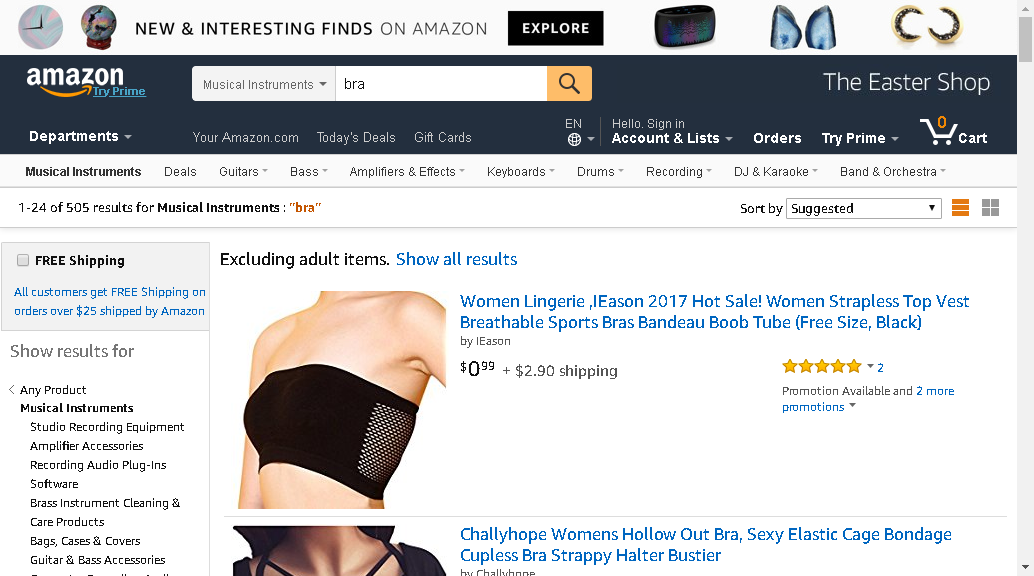 NEW & INTERESTING FINDS ON AMAZON EXPLORE
amazon
Try Prime
Musical Instruments bra
The Easter Shop
Departments
Your Amazon.com Today's Deals Gift Cards
EN
Hello. Sign in
Account & Lists
Orders
Try Prime
0
Cart
Musical Instruments Deals Guitars Bass Amplifiers & Effects Keyboards Drums Recording DJ & Karaoke Band & Orchestra
1-24 of 505 results for Musical Instruments : "bra"
Sort by Suggested
FREE Shipping
All customers get FREE Shipping on
orders over $25 shipped by Amazon
Show results for
Any Product
Musical Instruments
Studio Recording Equipment
Amplifier Accessories
Recording Audio Plug-Ins
Software
Brass Instrument Cleaning &
Care Products
Bags, Cases & Covers
Guitar & Bass Accessories
Excluding adult items. Show all results
Women Lingerie ,IEason 2017 Hot Sale! Women Strapless Top Vest
Breathable Sports Bras Bandeau Boob Tube (Free Size, Black)
by IEason
$0 99 + $2.90 shipping
2
Promotion Available and 2 more
promotions
Challyhope Womens Hollow Out Bra, Sexy Elastic Cage Bondage
Cupless Bra Strappy Halter Bustier
by Challyhope